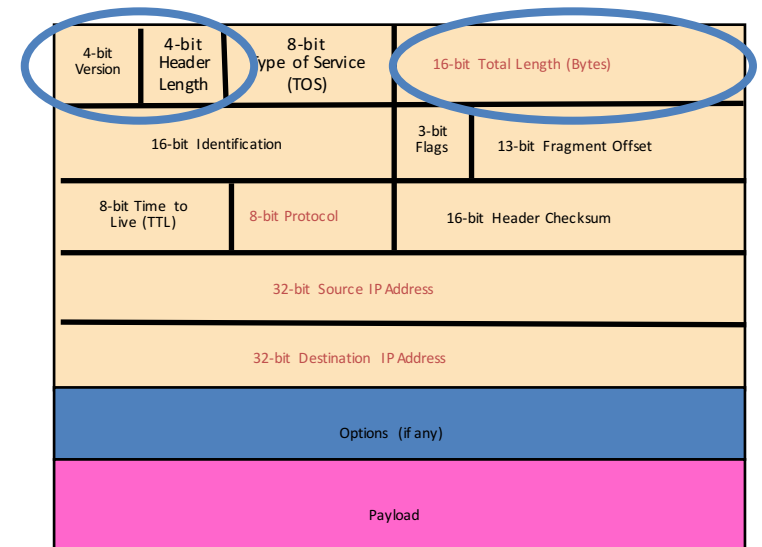 4-bit
Version
4-bit
Header
Length
8-bit
Type of Service
(TOS)
16-bit Total Length (Bytes)
16-bit Identification
3-bit
Flags
13-bit Fragment Offset
8-bit Time to
Live (TTL)
8-bit Protocol
16-bit Header Checksum
32-bit Source IP Address
32-bit Destination IP Address
Options (if any)
Payload